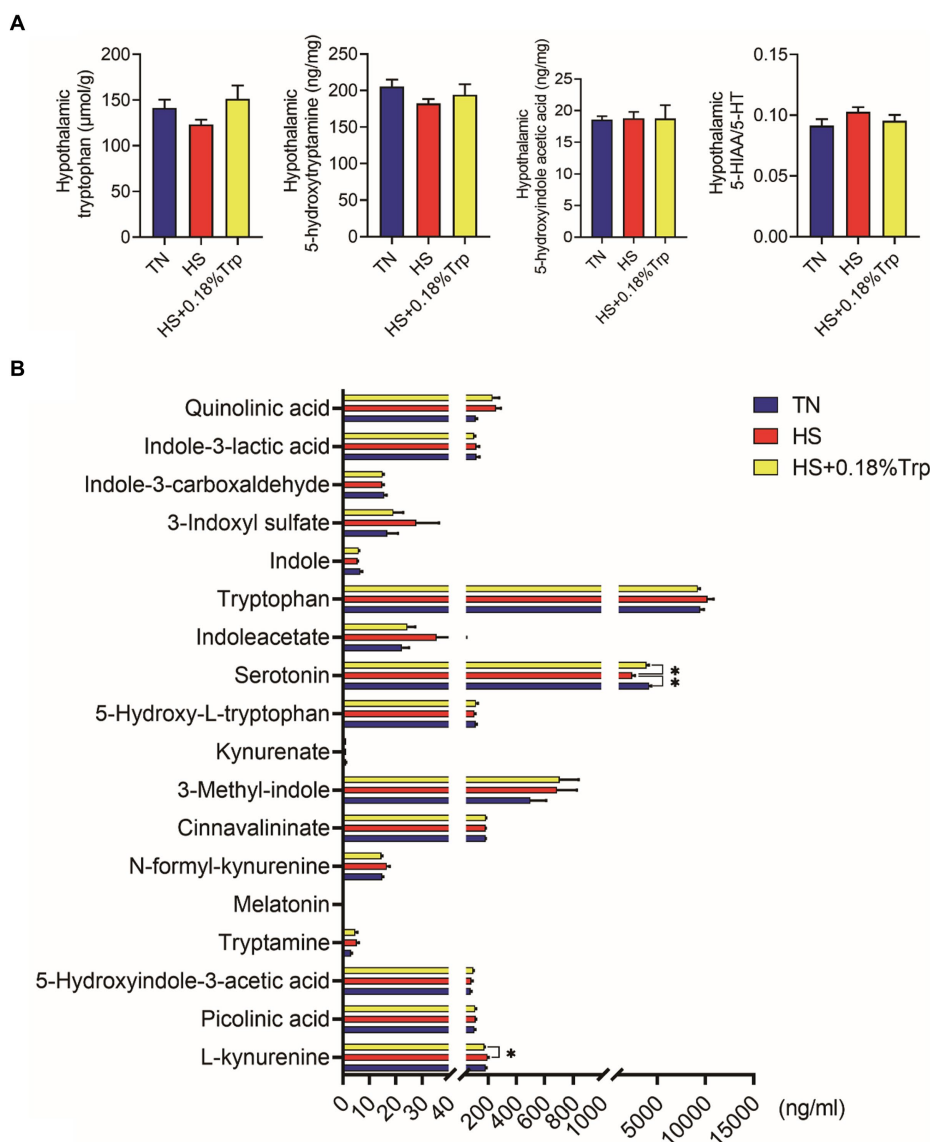 A
Hypothalamic
tryptophan (μmol/g)
200
150
100
50
0
TN
HS
HS+0.18%Trp
Hypothalamic
5-hydroxytryptamine (ng/mg)
250
200
150
200
50
0
TN
HS
HS+0.18%Trp
Hypothalamic
5-hydroxyindole acetic acid (ng/mg)
25
20
15
10
5
0
TN
HS
HS+0.18%Trp
Hypothalamic
5-HIAA/5-HT
0.15
0.10
0.05
0.00
TN
HS
HS+0.18%Trp
B
Quinolinic acid
Indole-3-lactic acid
Indole-3-carboxaldehyde
3-Indoxyl sulfate
Indole
Tryptophan
Indoleacetate
Serotonin
5-Hydroxy-L-tryptophan
Kynurenate
3-Methyl-indole
Cinnavalininate
N-formyl-kynurenine
Melatonin
Tryptamine
5-Hydroxyindole-3-acetic acid
Picolinic acid
L-kynurenine
TN
HS
HS+0.18%Trp
*
*
*
0 10 20 30 40 200 400 600 800 1000 5000 10000 15000 (ng/ml)